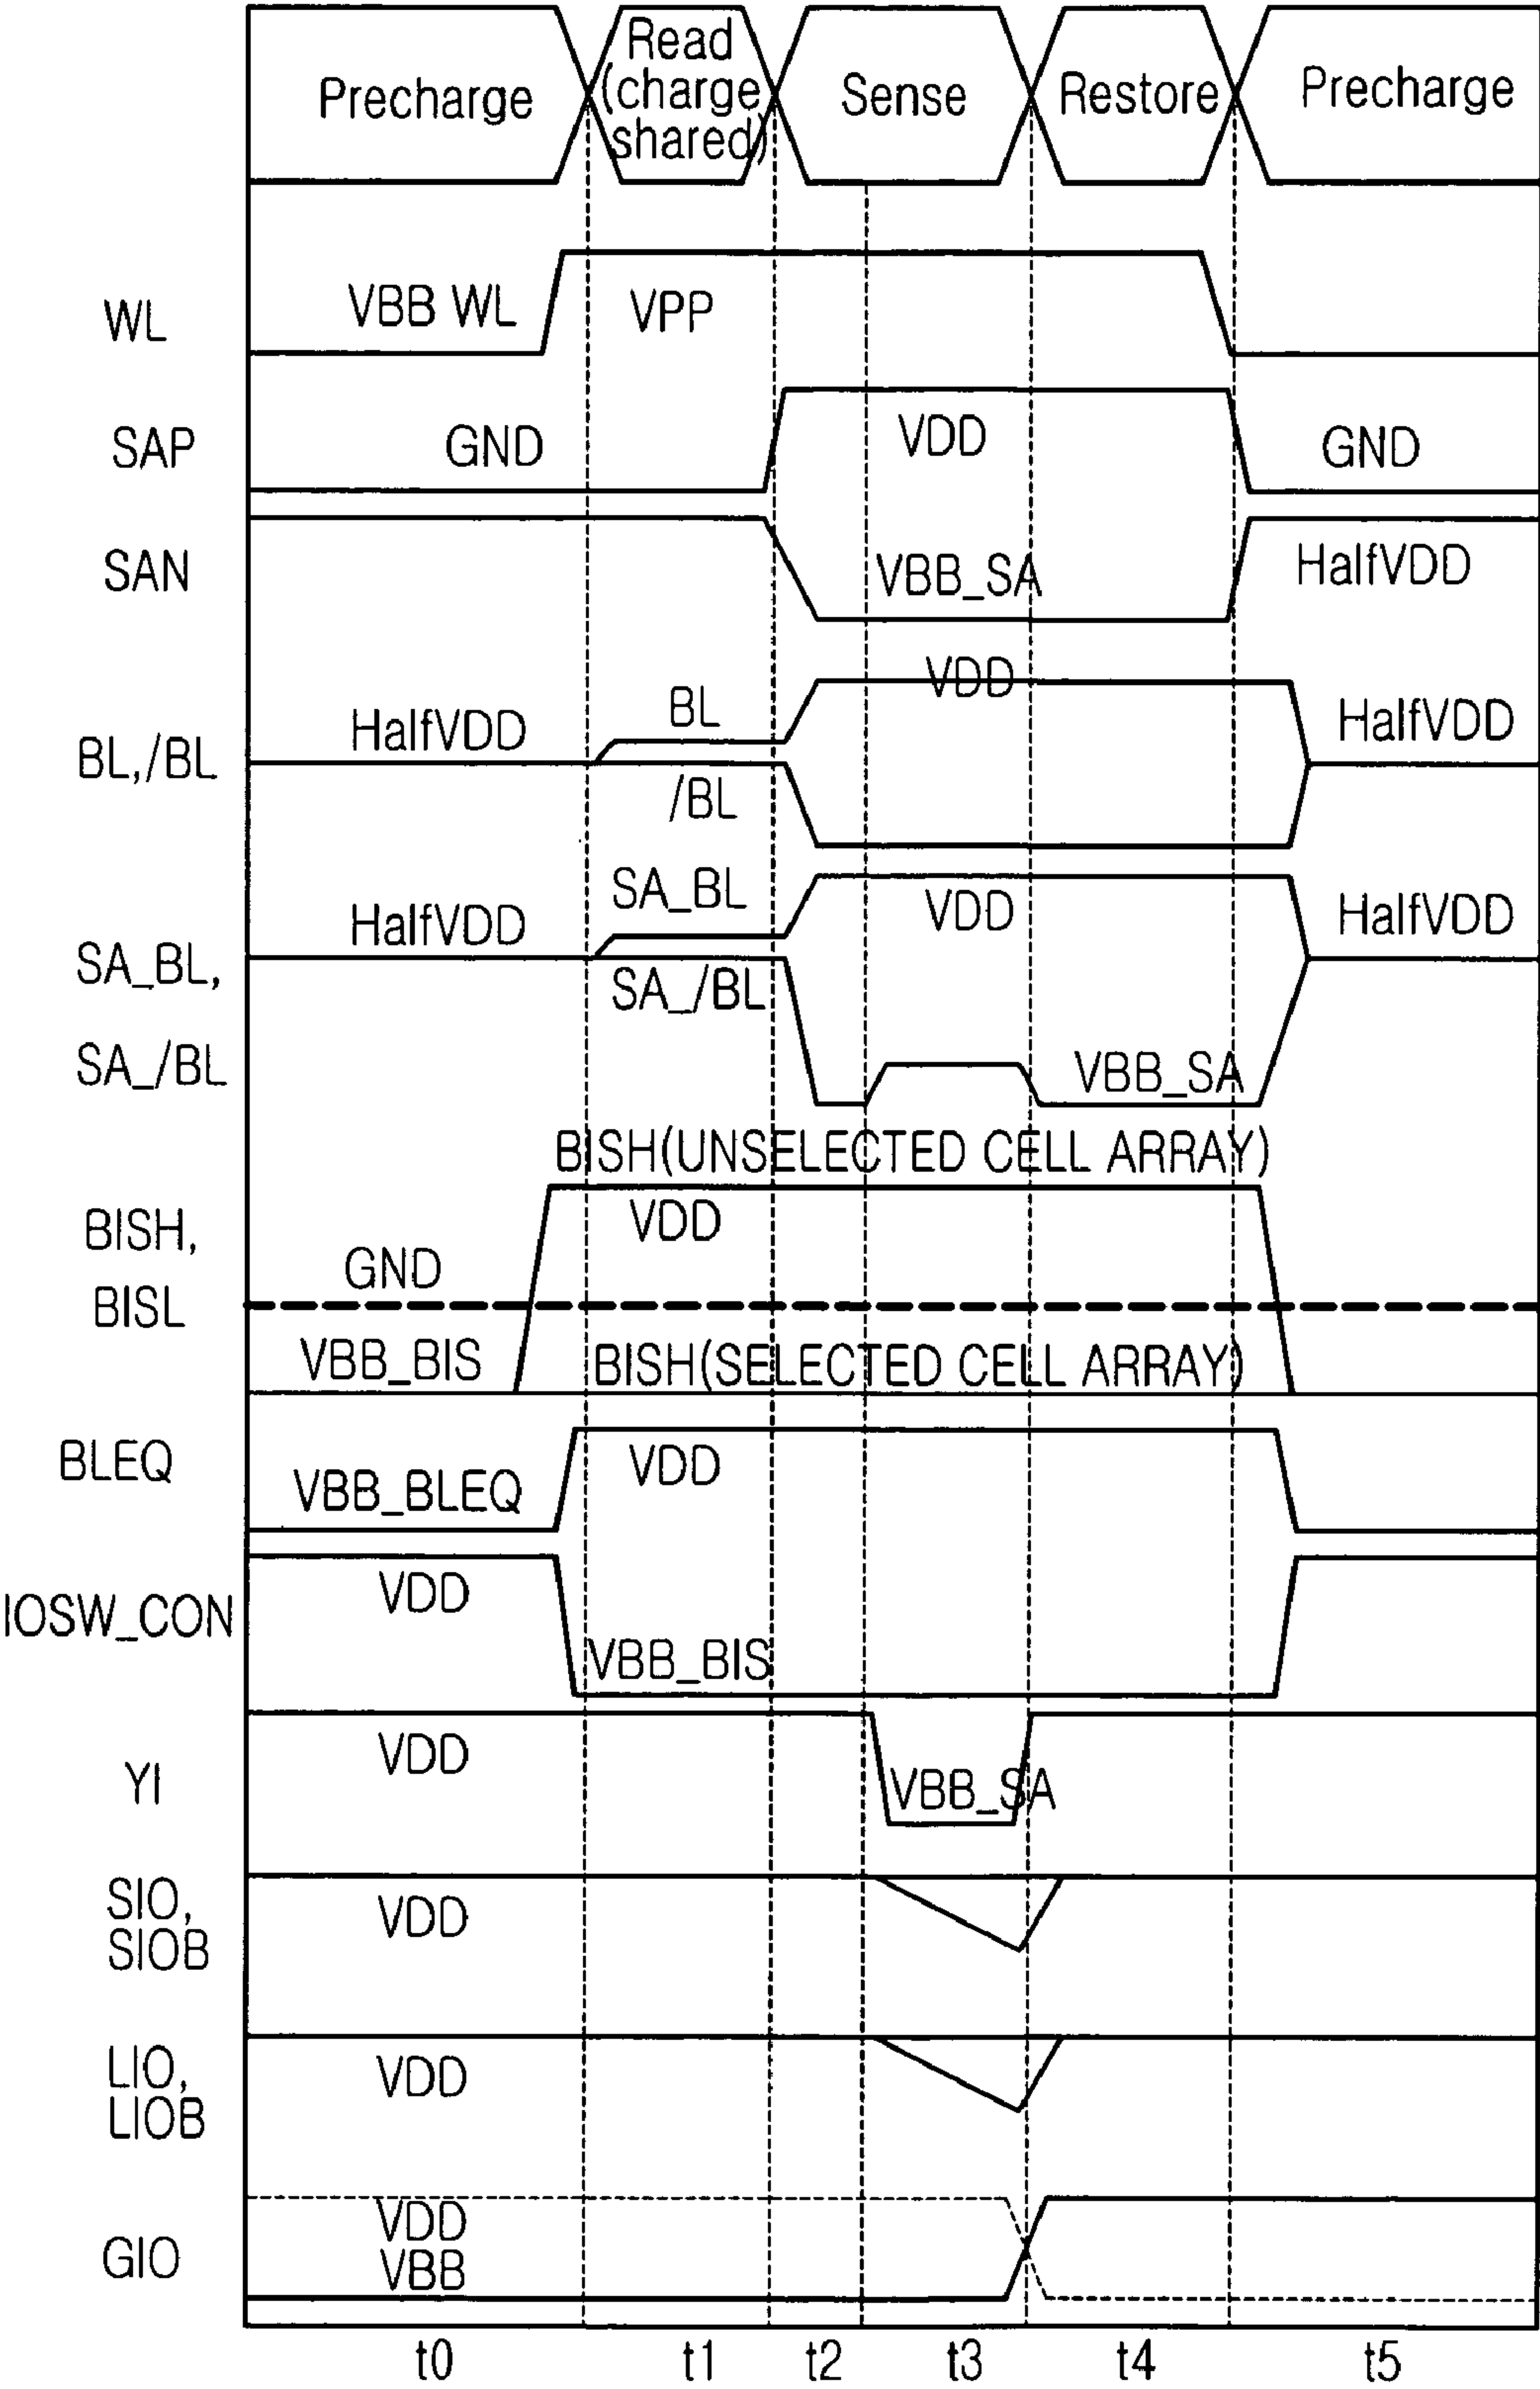 Precharge
Read
(charge
shared)
Sense
Restore
Precharge
WL
VBB WL
VPP
SAP
GND
VDD
GND
SAN
VBB_SA
HalfVDD
BL,/BL
HalfVDD
BL
/BL
VDD
HalfVDD
SA_BL,
SA_/BL
HalfVDD
SA_BL
SA_/BL
VDD
VBB_SA
HalfVDD
BISH,
BISL
BISH(UNSELECTED CELL ARRAY)
VDD
GND
VBB_BIS
BISH(SELECTED CELL ARRAY)
BLEQ
VBB_BLEQ
VDD
IOSW_CON
VDD
VBB_BIS
YI
VDD
VBB_SA
SIO,
SIOB
VDD
LIO,
LIOB
VDD
GIO
VDD
VBB
t0 t1 t2 t3 t4 t5